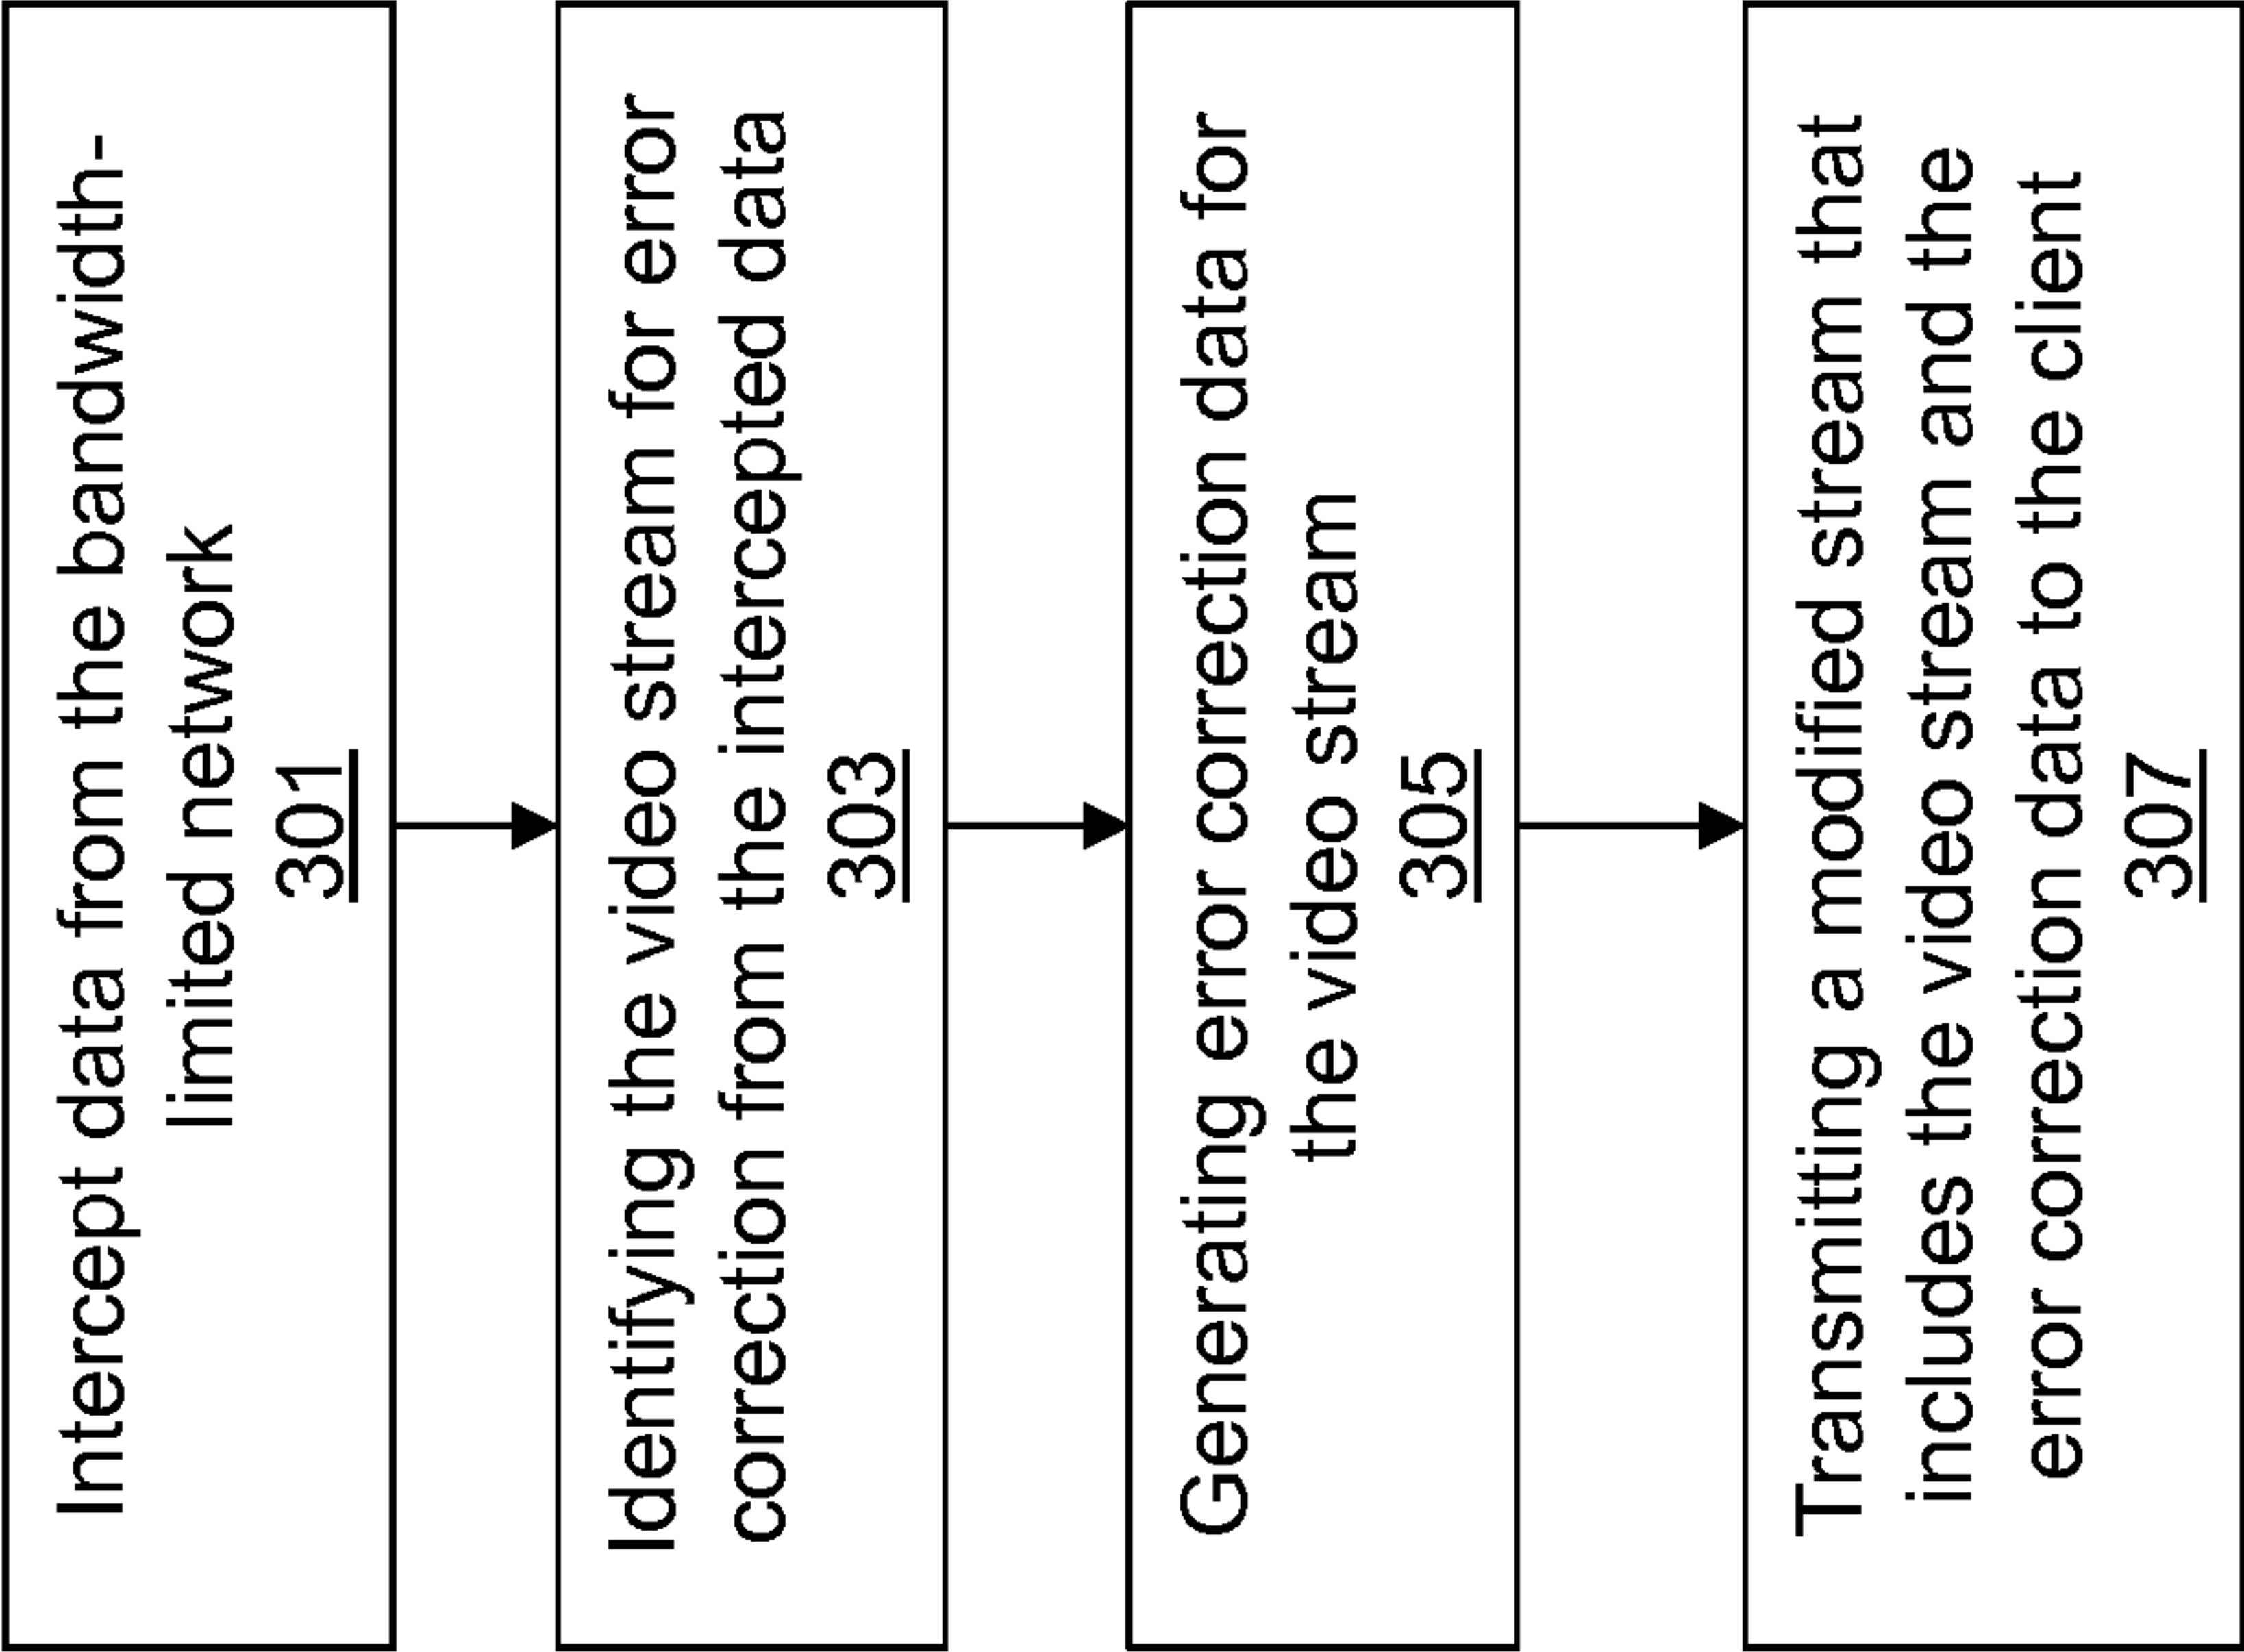 Intercept data from the bandwidth-
limited network
301
Identifying the video stream for error
correction from the intercepted data
303
Generating error correction data for
the video stream
305
Transmitting a modified stream that
includes the video stream and the
error correction data to the client
307